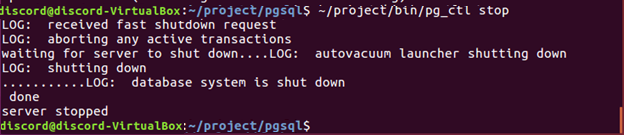 discord@discord-VirtualBox:~/project/pgsql$ ~/project/bin/pg_ctl stop
LOG:  received fast shutdown request
LOG:  aborting any active transactions
waiting for server to shut down....LOG:  autovacuum launcher shutting down
LOG:  shutting down
...........LOG:  database system is shut down
 done
server stopped
discord@discord-VirtualBox:~/project/pgsql$